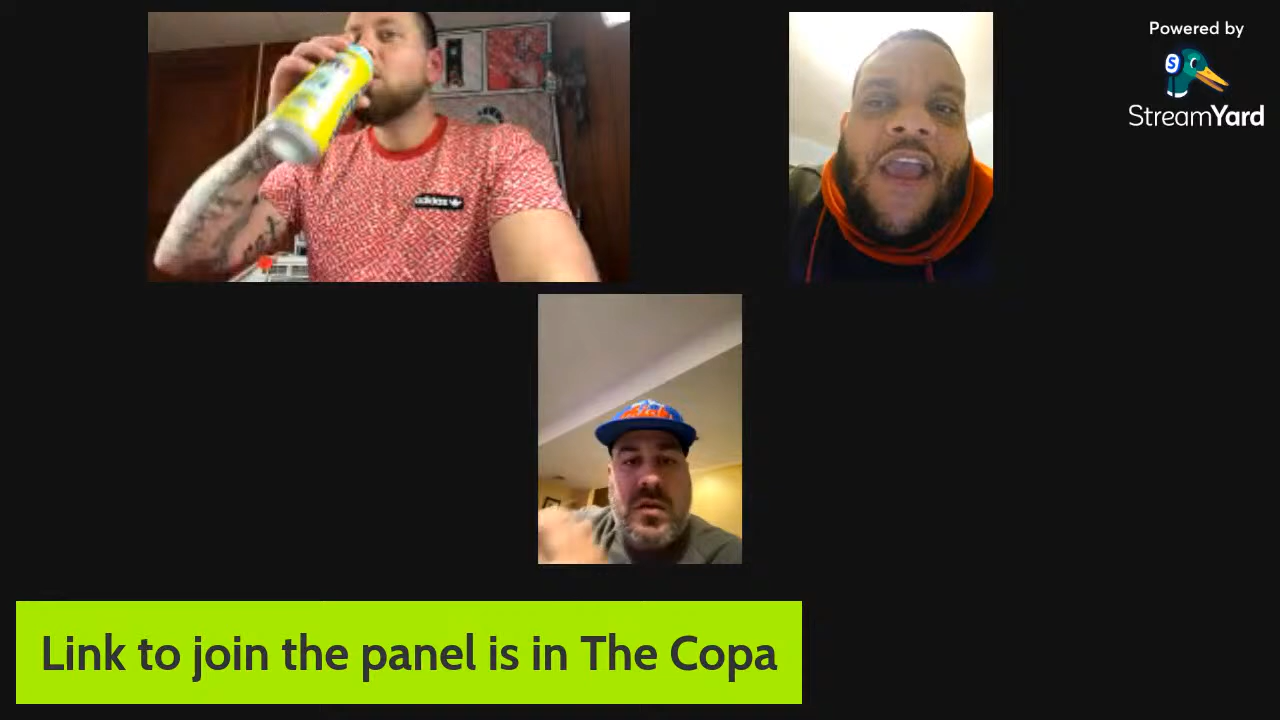 Powered by
StreamYard
adidas
Link to join the panel is in The Copa